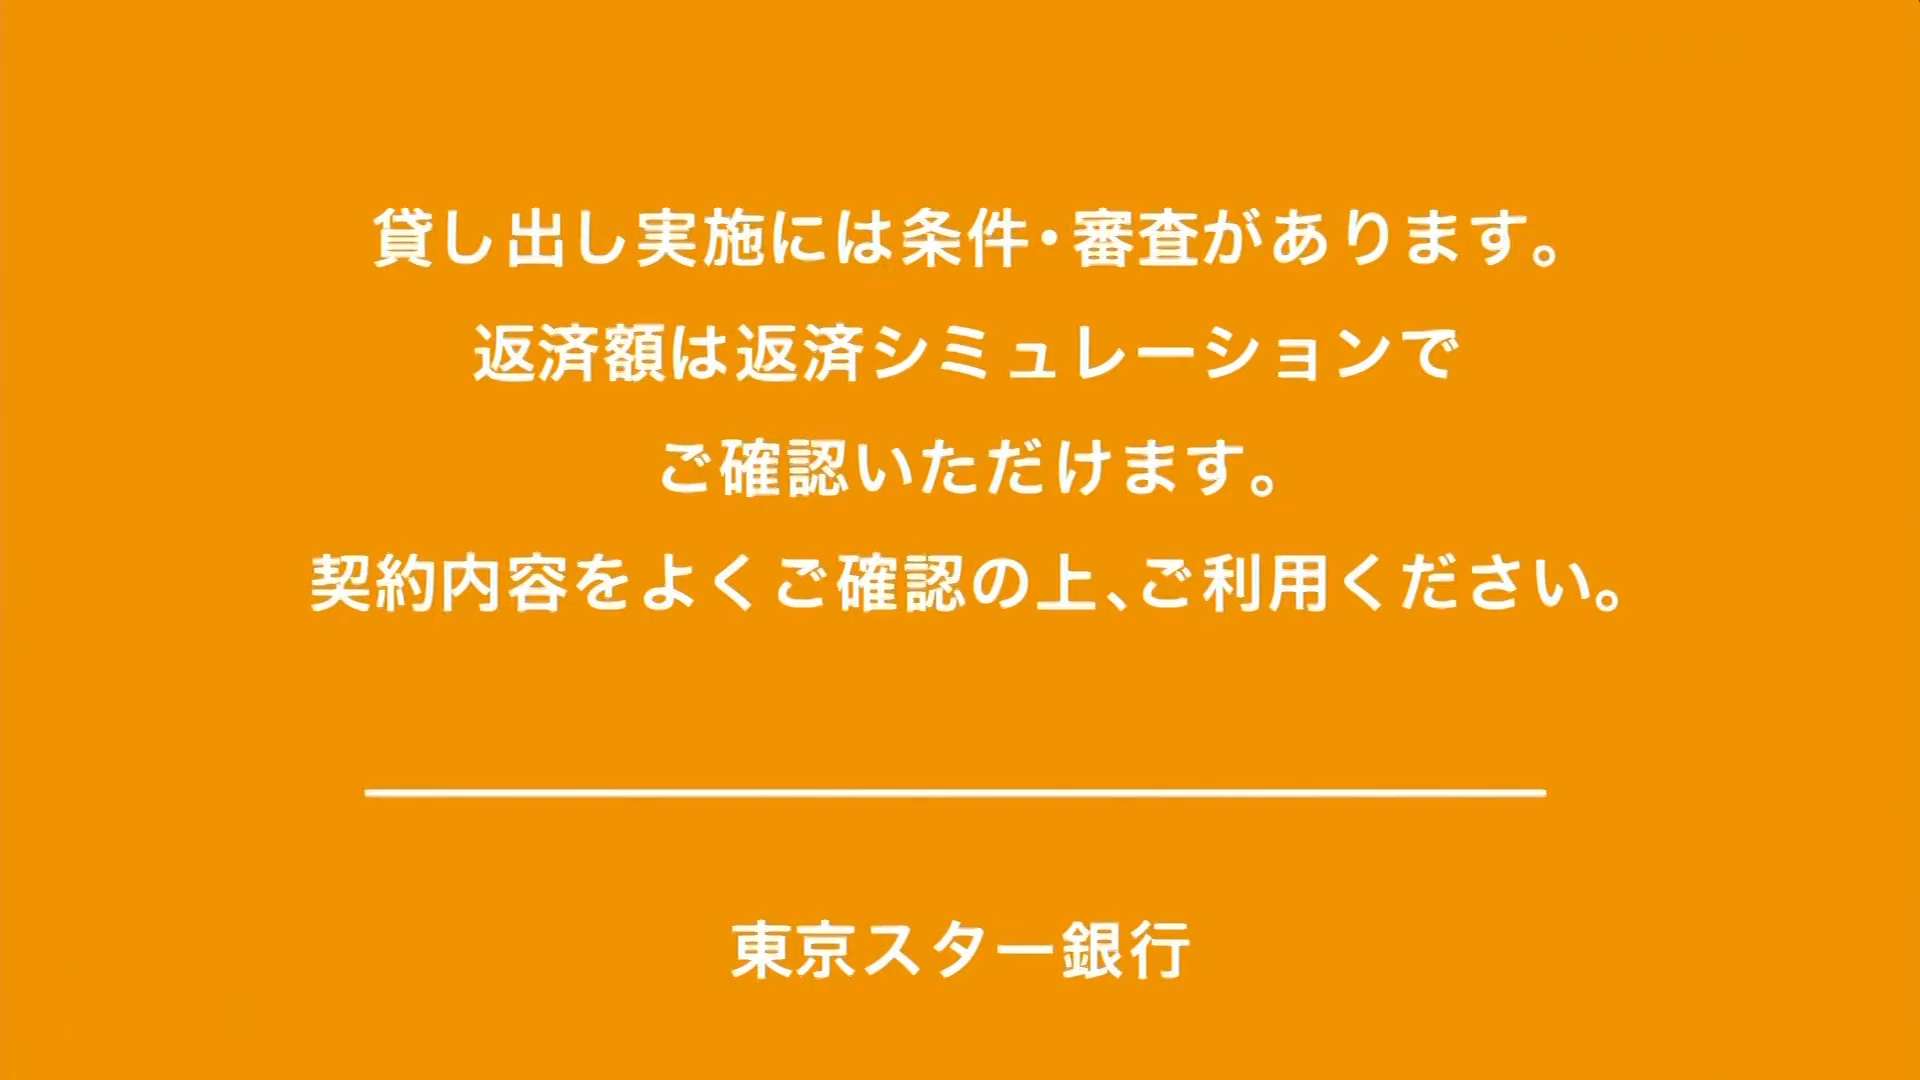 貸し出し実施には条件・審査があります。
返済額は返済シミュレーションで
ご確認いただけます。
契約内容をよくご確認の上、ご利用ください。
東京スター銀行